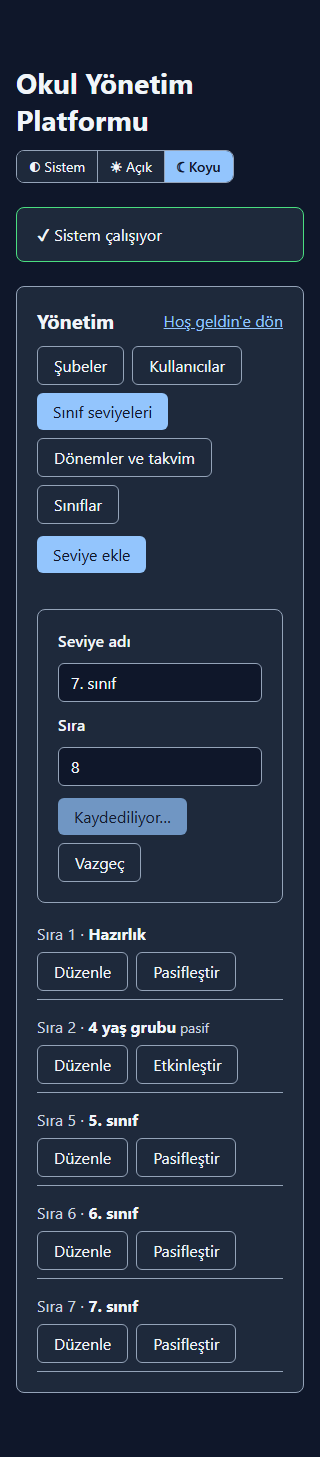 Okul Yönetim
Platformu
◐ Sistem ☀ Açık ☾ Koyu
✓ Sistem çalışıyor
Yönetim Hoş geldin'e dön
Şubeler Kullanıcılar
Sınıf seviyeleri
Dönemler ve takvim
Sınıflar
Seviye ekle
Seviye adı
7. sınıf
Sıra
8
Kaydediliyor...
Vazgeç
Sıra 1 · Hazırlık
Düzenle Pasifleştir
Sıra 2 · 4 yaş grubu pasif
Düzenle Etkinleştir
Sıra 5 · 5. sınıf
Düzenle Pasifleştir
Sıra 6 · 6. sınıf
Düzenle Pasifleştir
Sıra 7 · 7. sınıf
Düzenle Pasifleştir